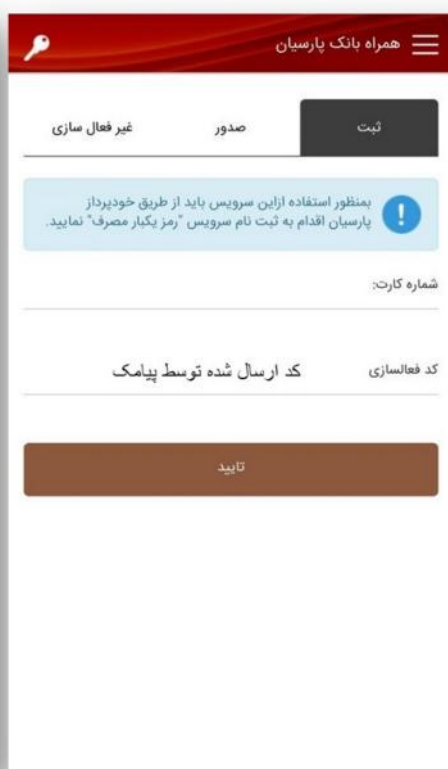 همراه بانک پارسیان
ثبت
صدور
غیر فعال سازی
بمنظور استفاده ازاین سرویس باید از طریق خودپرداز
پارسیان اقدام به ثبت نام سرویس "رمز یکبار مصرف" نمایید.
شماره کارت:
کد فعالسازی
کد ارسال شده توسط پیامک
تایید